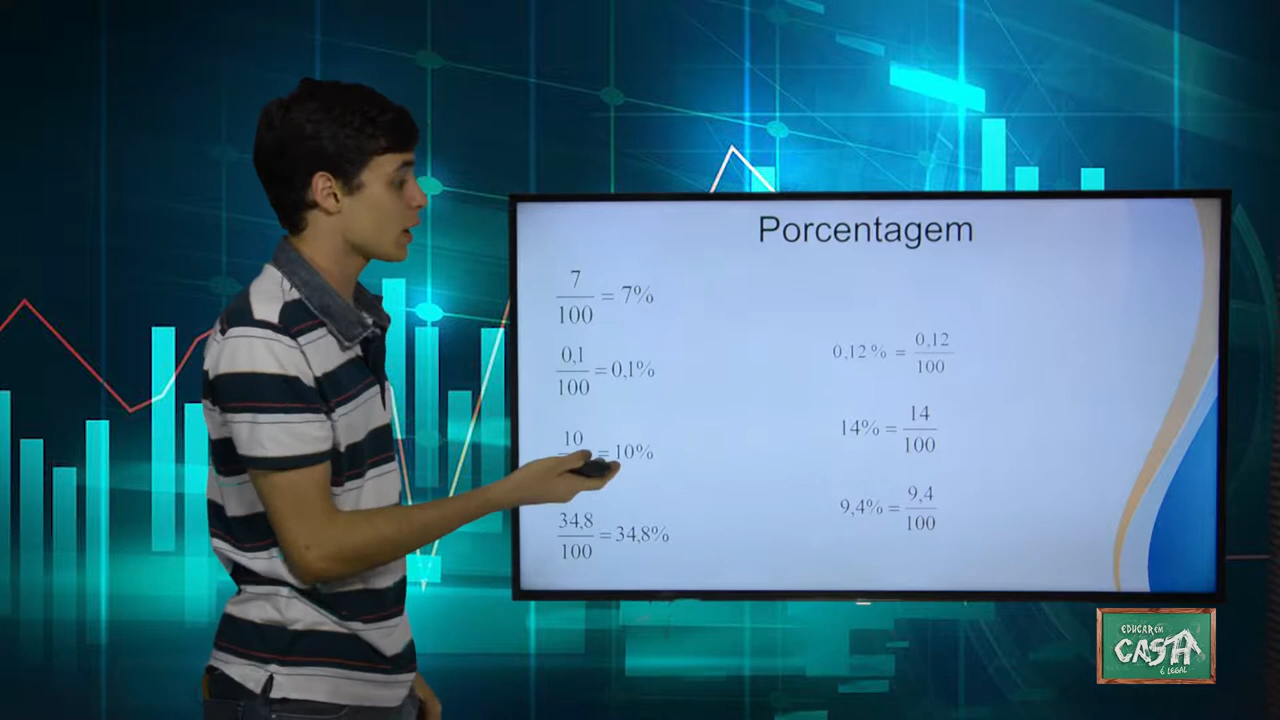 Porcentagem
7/100 = 7%
0,1/100 = 0,1%
10 = 10%
34,8/100 = 34,8%
0,12% = 0,12/100
14% = 14/100
9,4% = 9,4/100
EDUCAR EM
CASH
É LEGAL